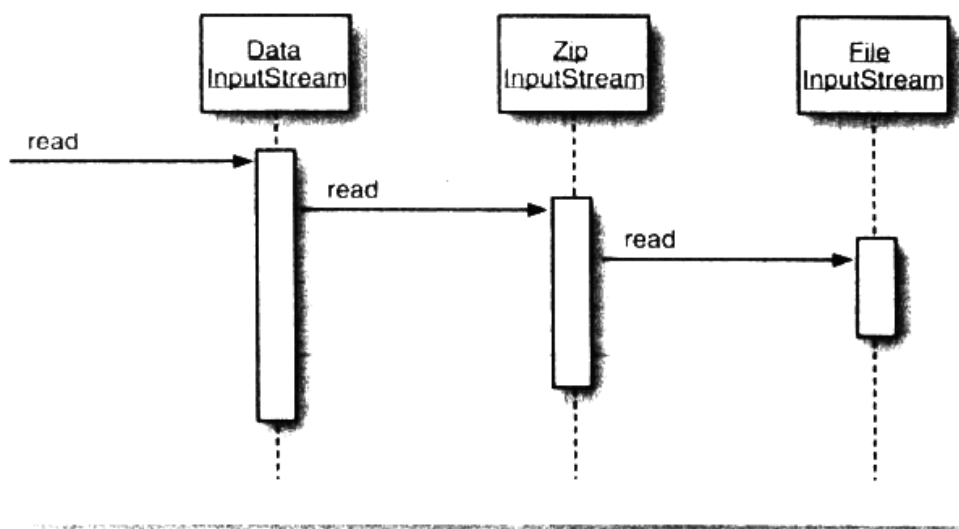 Data
InputStream
Zip
InputStream
File
InputStream
read
read
read